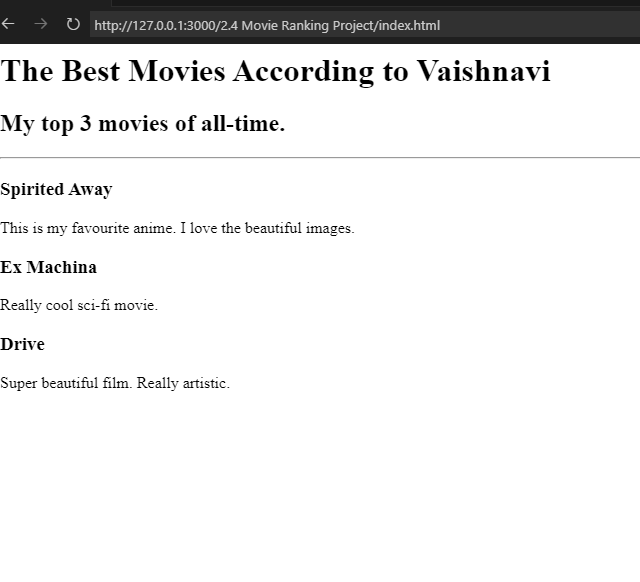 http://127.0.0.1:3000/2.4 Movie Ranking Project/index.html
The Best Movies According to Vaishnavi
My top 3 movies of all-time.
Spirited Away
This is my favourite anime. I love the beautiful images.
Ex Machina
Really cool sci-fi movie.
Drive
Super beautiful film. Really artistic.